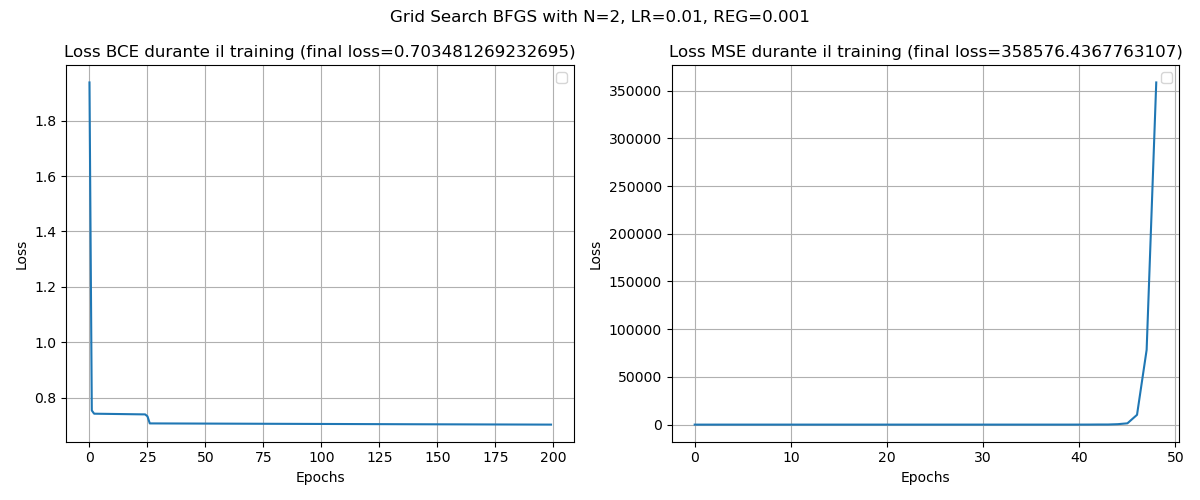 Grid Search BFGS with N=2, LR=0.01, REG=0.001
Loss BCE durante il training (final loss=0.703481269232695)
1.8
1.6
1.4
1.2
1.0
0.8
Loss
0 25 50 75 100 125 150 175 200
Epochs
Loss MSE durante il training (final loss=358576.4367763107)
350000
300000
250000
200000
150000
100000
50000
0
Loss
0 10 20 30 40 50
Epochs